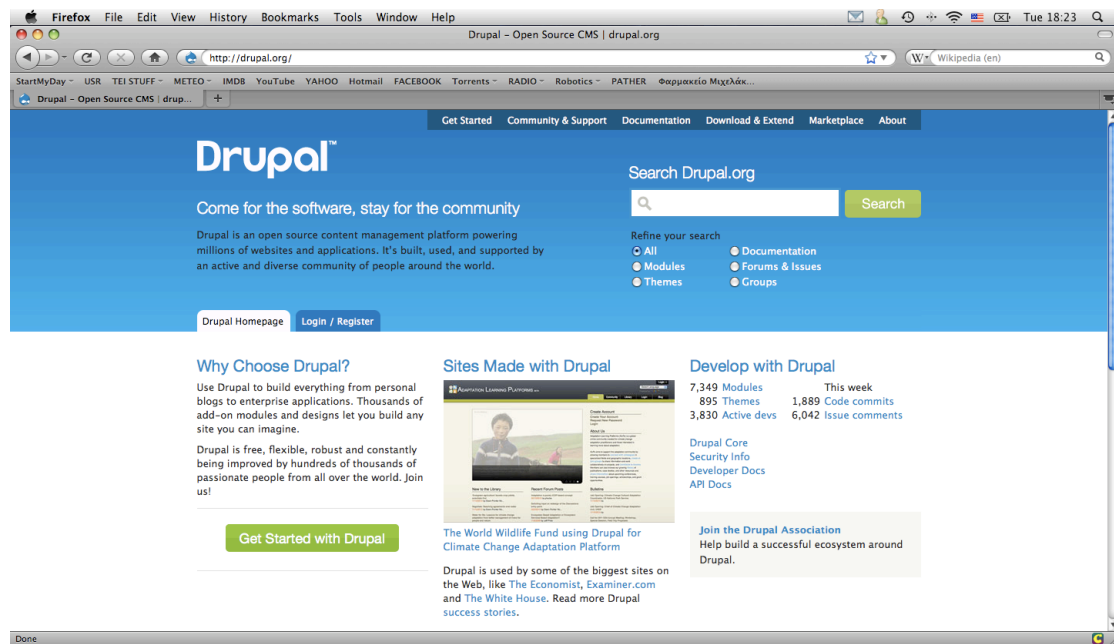 Firefox File Edit View History Bookmarks Tools Window Help
Tue 18:23
Drupal – Open Source CMS | drupal.org
http://drupal.org/
Wikipedia (en)
StartMyDay USR TEI STUFF METEO IMDB YouTube YAHOO Hotmail FACEBOOK Torrents RADIO Robotics PATHER Φαρμακείο Μιχελάκ...
Drupal – Open Source CMS | drup...
Get Started Community & Support Documentation Download & Extend Marketplace About
Drupal™
Search Drupal.org
Search
Come for the software, stay for the community
Drupal is an open source content management platform powering
millions of websites and applications. It's built, used, and supported by
an active and diverse community of people around the world.
Refine your search
All Documentation
Modules Forums & Issues
Themes Groups
Drupal Homepage Login / Register
Why Choose Drupal?
Use Drupal to build everything from personal
blogs to enterprise applications. Thousands of
add-on modules and designs let you build any
site you can imagine.
Drupal is free, flexible, robust and constantly
being improved by hundreds of thousands of
passionate people from all over the world. Join
us!
Get Started with Drupal
Sites Made with Drupal
ADAPTATION LEARNING PLATFORMS
The World Wildlife Fund using Drupal for
Climate Change Adaptation Platform
Drupal is used by some of the biggest sites on
the Web, like The Economist, Examiner.com
and The White House. Read more Drupal
success stories.
Develop with Drupal
7,349 Modules This week
895 Themes 1,889 Code commits
3,830 Active devs 6,042 Issue comments
Drupal Core
Security Info
Developer Docs
API Docs
Join the Drupal Association
Help build a successful ecosystem around
Drupal.
Done